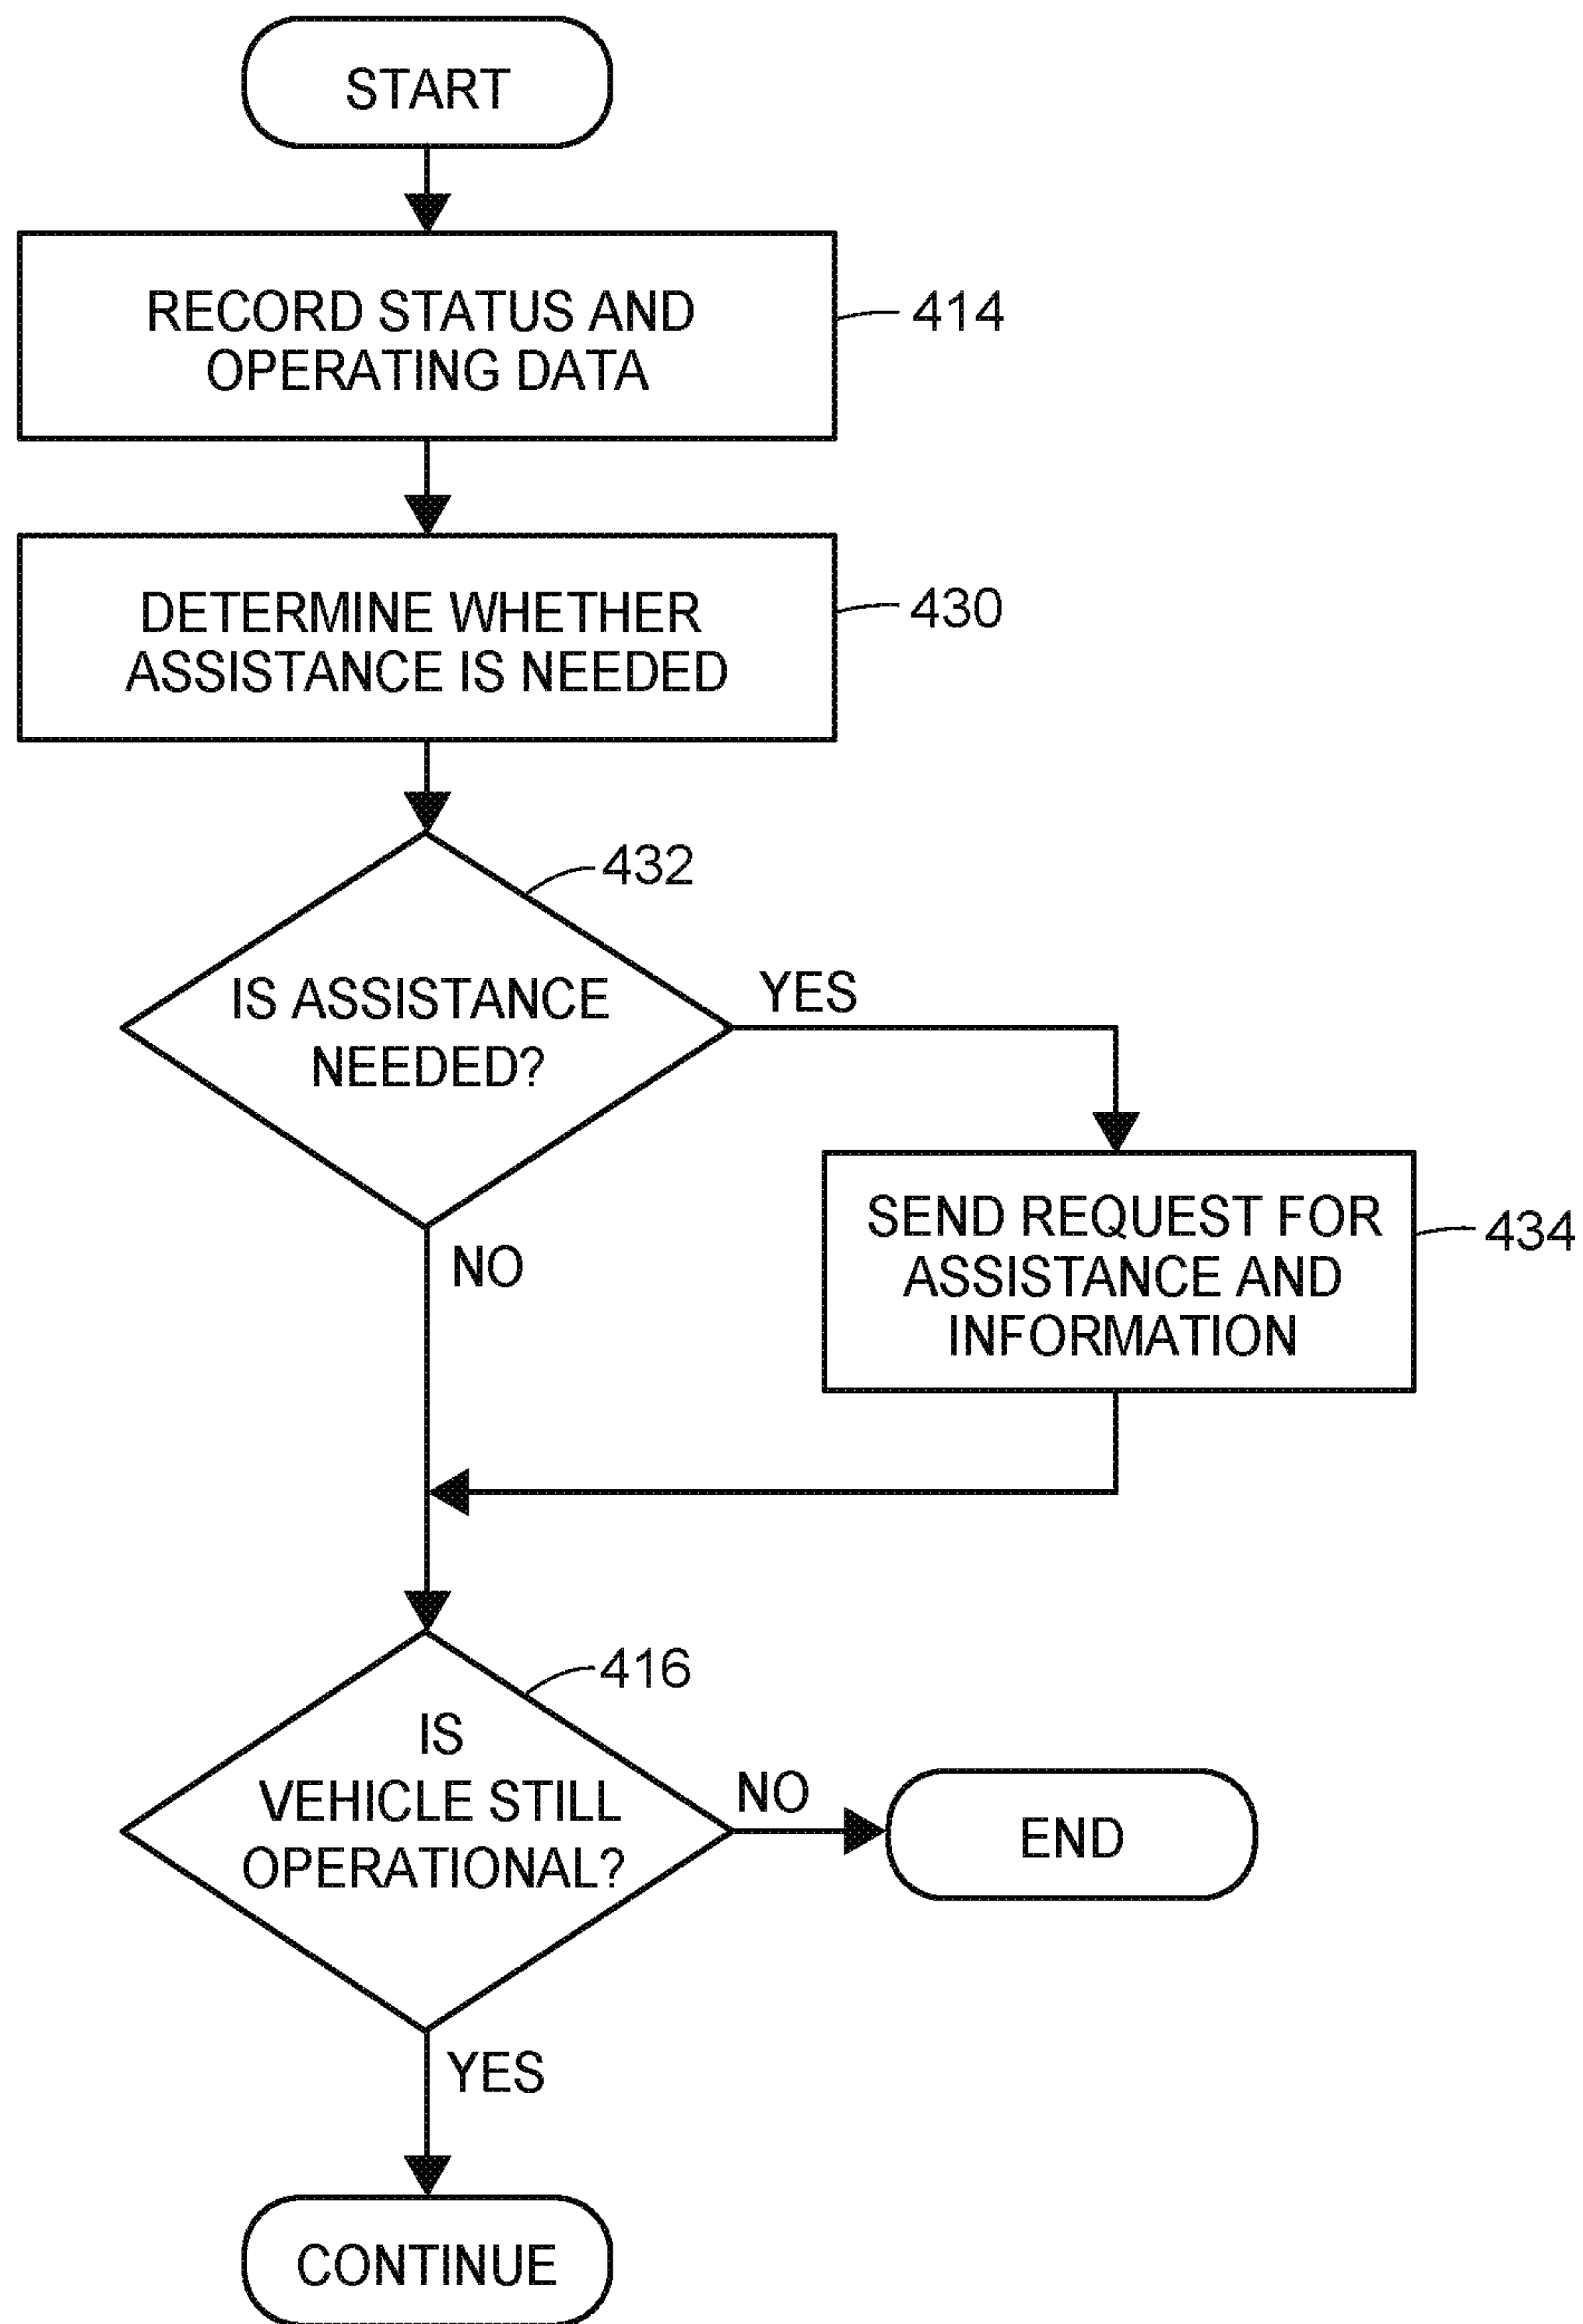 START
RECORD STATUS AND
OPERATING DATA
414
DETERMINE WHETHER
ASSISTANCE IS NEEDED
430
432
IS ASSISTANCE
NEEDED?
YES
NO
SEND REQUEST FOR
ASSISTANCE AND
INFORMATION
434
416
IS
VEHICLE STILL
OPERATIONAL?
NO
END
YES
CONTINUE